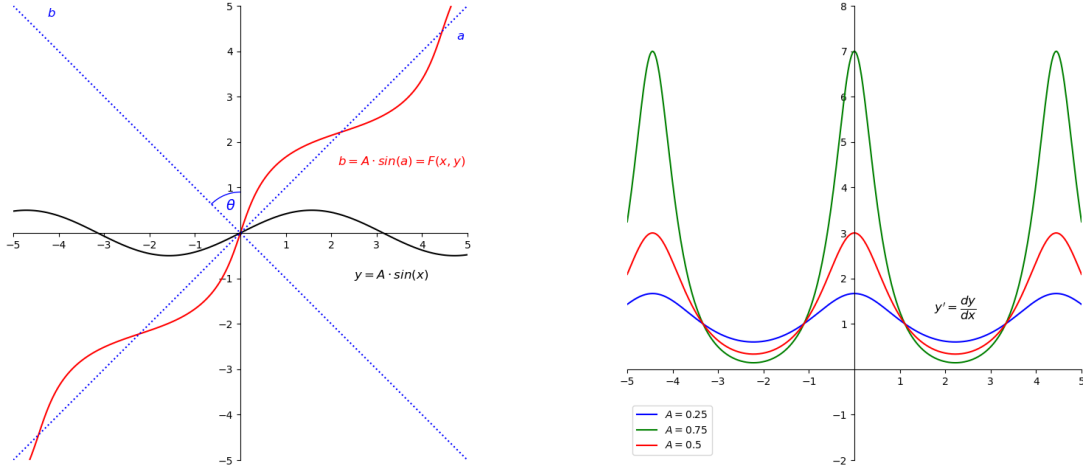 b
a
b = A · sin(a) = F(x, y)
θ
y = A · sin(x)
5
4
3
2
1
−1
−2
−3
−4
−5
−5 −4 −3 −2 −1 1 2 3 4 5
8
7
6
5
4
3
2
1
−1
−2
−5 −4 −3 −2 −1 1 2 3 4 5
y′ = dy/dx
A = 0.25
A = 0.75
A = 0.5